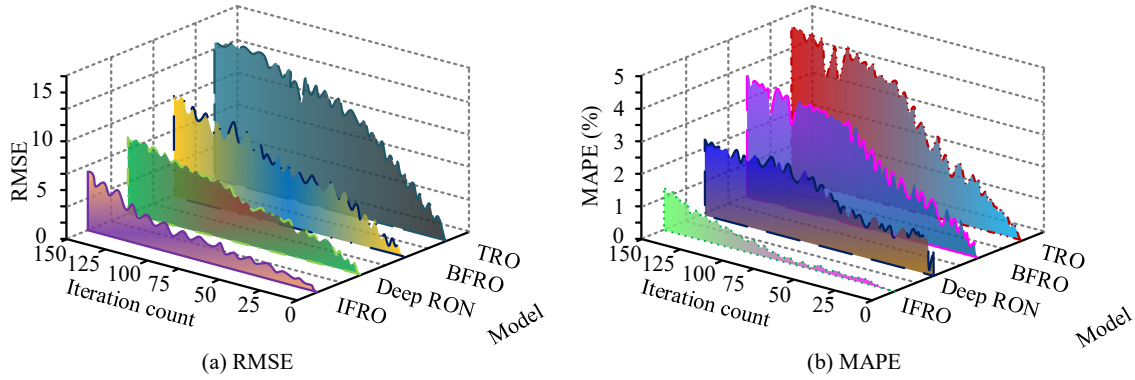 RMSE
15
10
5
0
150
125
100
75
50
25
0
Iteration count
TRO
BFRO
Deep RON
IFRO
Model
(a) RMSE
MAPE (%)
5
4
3
2
1
0
150
125
100
75
50
25
0
Iteration count
TRO
BFRO
Deep RON
IFRO
Model
(b) MAPE